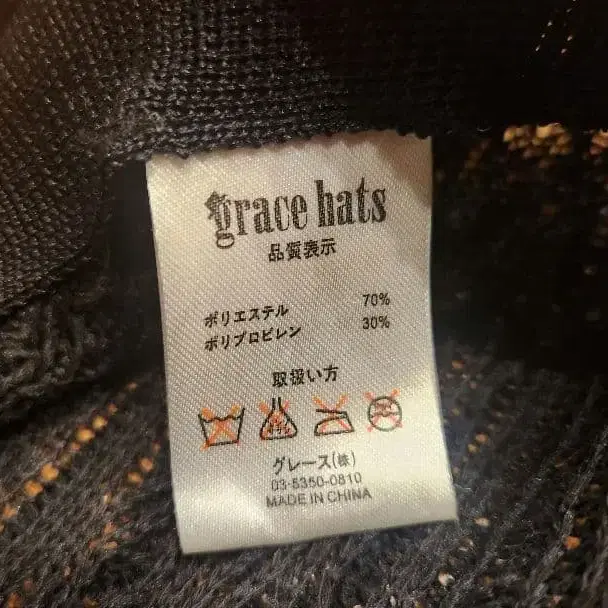 grace hats
品質表示
ポリエステル 70%
ポリプロピレン 30%
取扱い方
グレース(株)
03-5350-0810
MADE IN CHINA